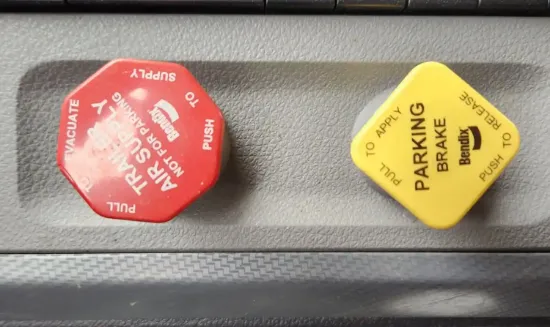 PUSH TO SUPPLY
TRAILER
AIR SUPPLY
NOT FOR PARKING
Bendix
PULL TO EVACUATE
PULL TO APPLY
PARKING
BRAKE
Bendix
PUSH TO RELEASE